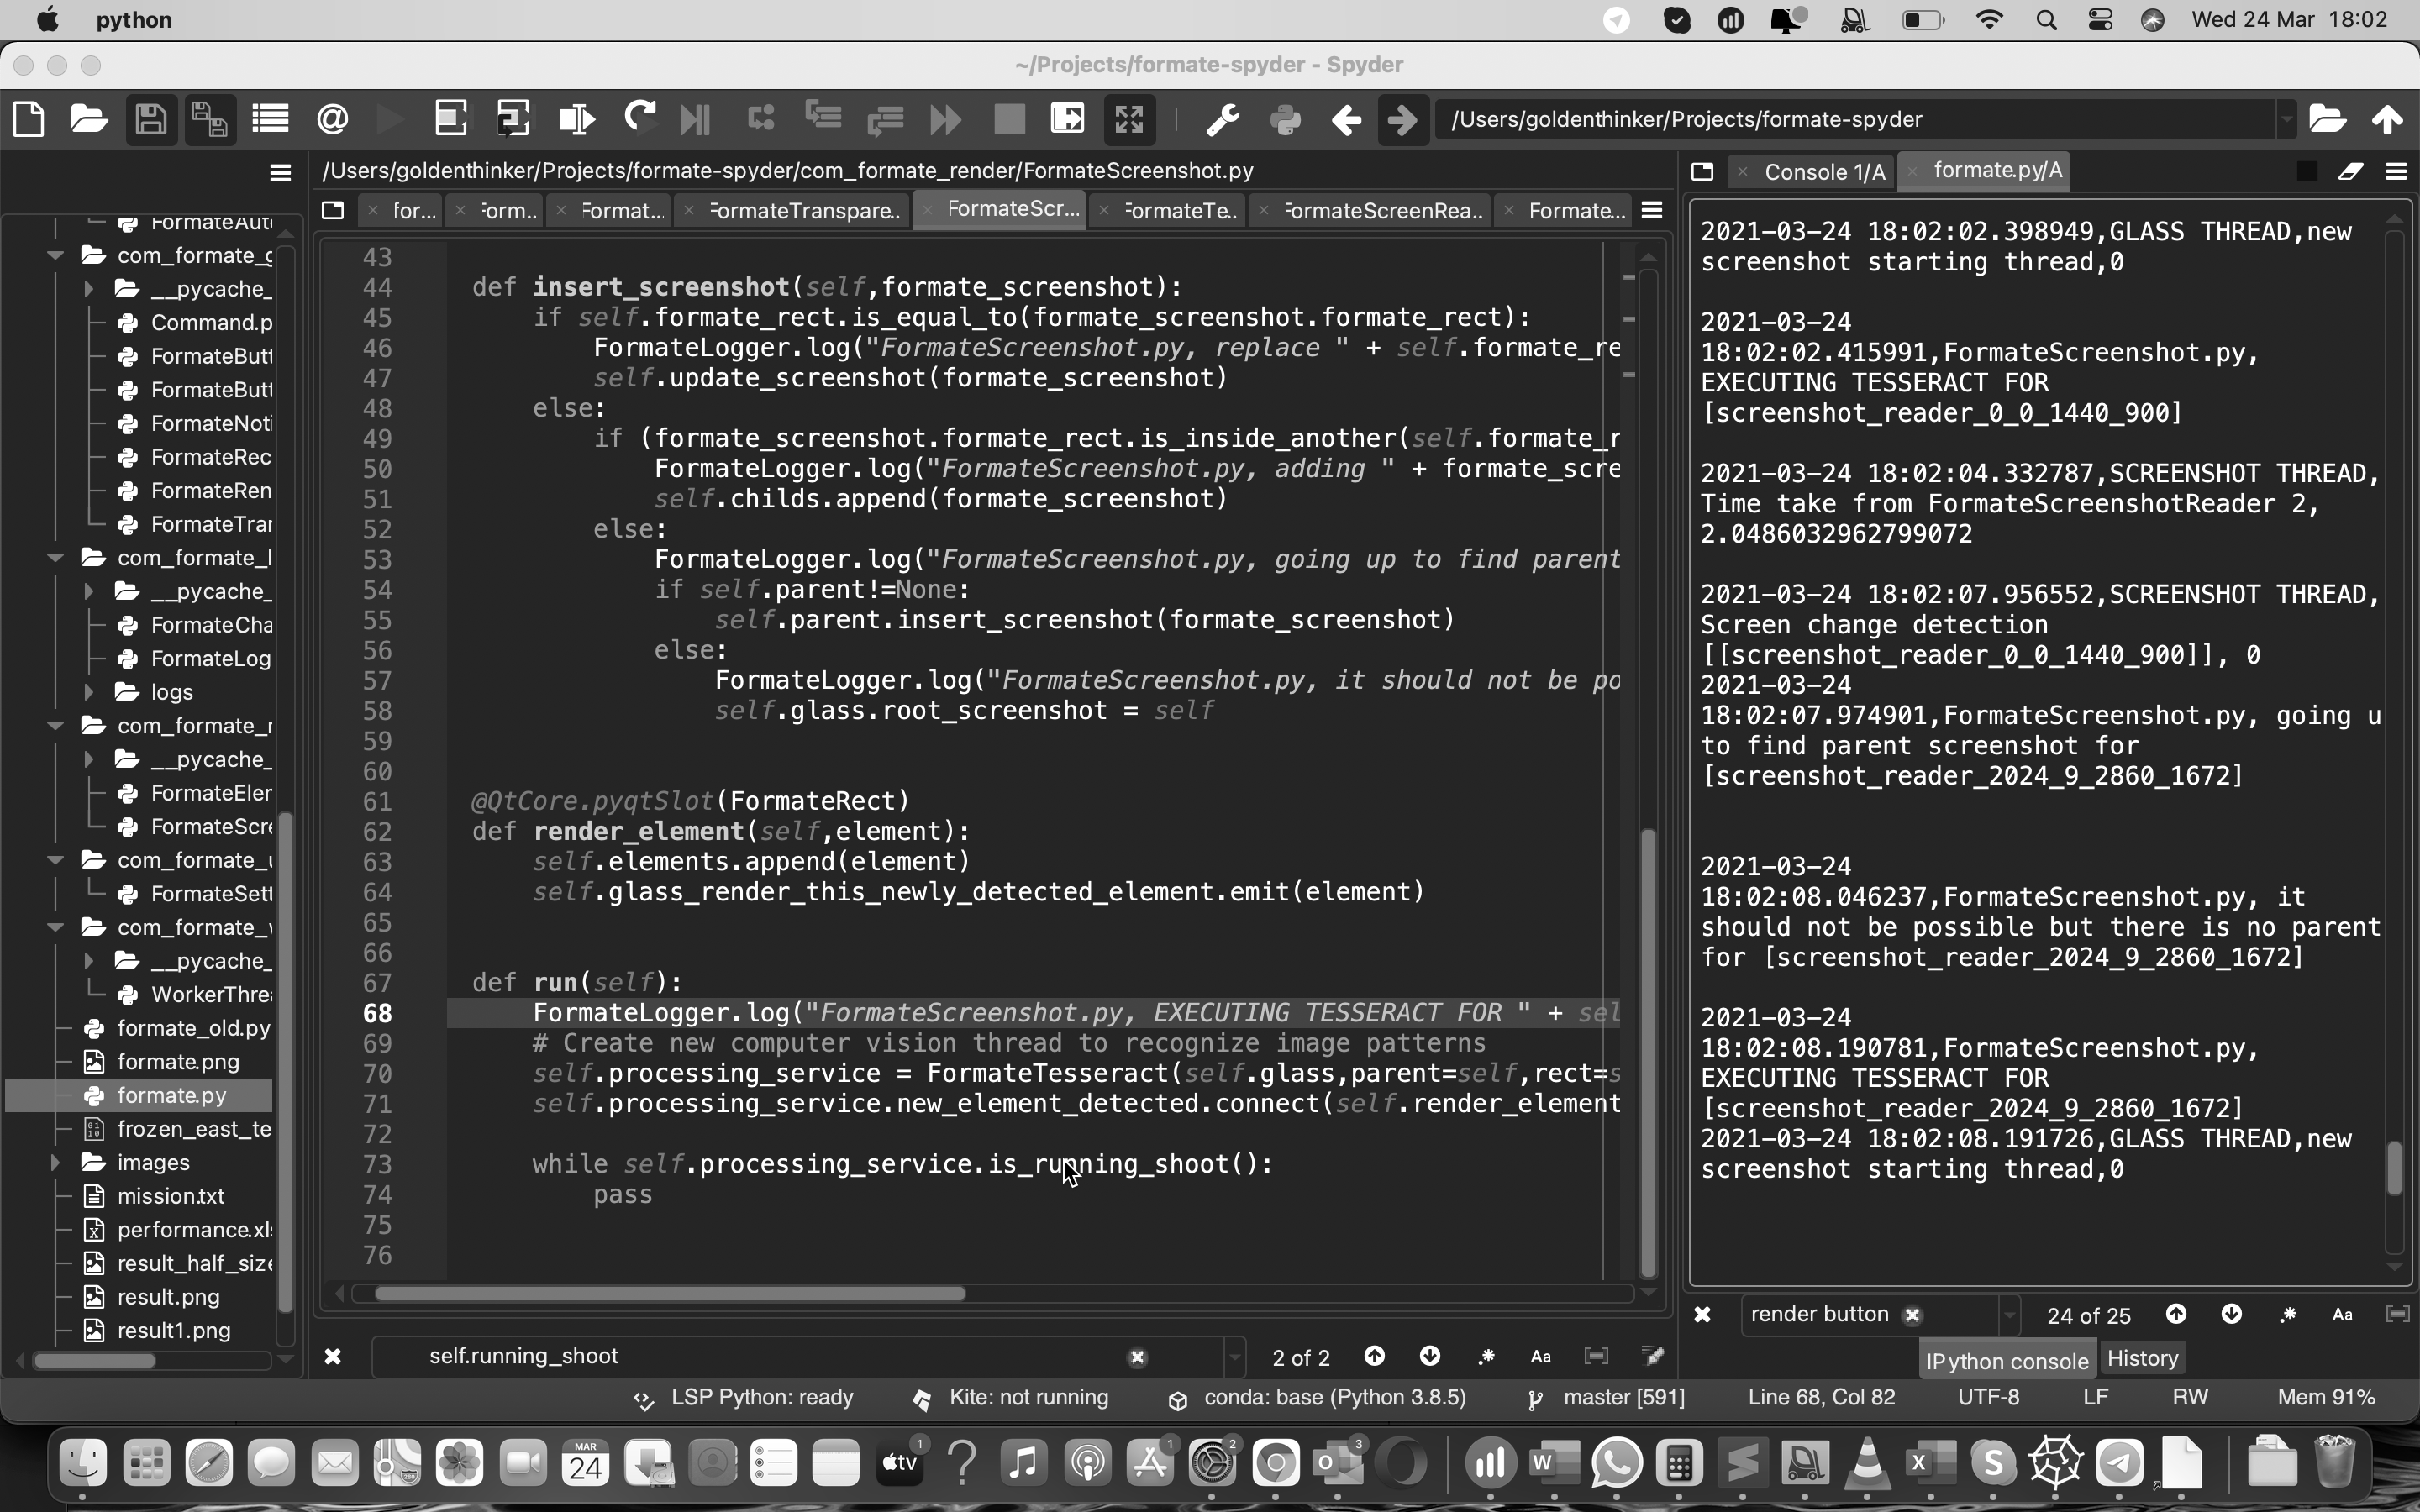 python
Wed 24 Mar 18:02
~/Projects/formate-spyder - Spyder
/Users/goldenthinker/Projects/formate-spyder
/Users/goldenthinker/Projects/formate-spyder/com_formate_render/FormateScreenshot.py
Console 1/A
formate.py/A
for...
Form...
Format...
FormateTranspare...
FormateScr...
FormateTe...
FormateScreenRea...
Formate...
FormateAut
com_formate_g
__pycache_
Command.p
FormateButt
FormateButt
FormateNoti
FormateRec
FormateRen
FormateTrar
com_formate_l
__pycache_
FormateCha
FormateLog
logs
com_formate_r
__pycache_
FormateEler
FormateScre
com_formate_u
FormateSett
com_formate_w
__pycache_
WorkerThrea
formate_old.py
formate.png
formate.py
frozen_east_te
images
mission.txt
performance.xls
result_half_size
result.png
result1.png
43
44 def insert_screenshot(self,formate_screenshot):
45 if self.formate_rect.is_equal_to(formate_screenshot.formate_rect):
46 FormateLogger.log("FormateScreenshot.py, replace " + self.formate_re
47 self.update_screenshot(formate_screenshot)
48 else:
49 if (formate_screenshot.formate_rect.is_inside_another(self.formate_r
50 FormateLogger.log("FormateScreenshot.py, adding " + formate_scre
51 self.childs.append(formate_screenshot)
52 else:
53 FormateLogger.log("FormateScreenshot.py, going up to find parent
54 if self.parent!=None:
55 self.parent.insert_screenshot(formate_screenshot)
56 else:
57 FormateLogger.log("FormateScreenshot.py, it should not be po
58 self.glass.root_screenshot = self
59
60
61 @QtCore.pyqtSlot(FormateRect)
62 def render_element(self,element):
63 self.elements.append(element)
64 self.glass_render_this_newly_detected_element.emit(element)
65
66
67 def run(self):
68 FormateLogger.log("FormateScreenshot.py, EXECUTING TESSERACT FOR " + sel
69 # Create new computer vision thread to recognize image patterns
70 self.processing_service = FormateTesseract(self.glass,parent=self,rect=s
71 self.processing_service.new_element_detected.connect(self.render_element
72
73 while self.processing_service.is_running_shoot():
74 pass
75
76
2021-03-24 18:02:02.398949,GLASS THREAD,new
screenshot starting thread,0
2021-03-24
18:02:02.415991,FormateScreenshot.py,
EXECUTING TESSERACT FOR
[screenshot_reader_0_0_1440_900]
2021-03-24 18:02:04.332787,SCREENSHOT THREAD,
Time take from FormateScreenshotReader 2,
2.0486032962799072
2021-03-24 18:02:07.956552,SCREENSHOT THREAD,
Screen change detection
[[screenshot_reader_0_0_1440_900]], 0
2021-03-24
18:02:07.974901,FormateScreenshot.py, going u
to find parent screenshot for
[screenshot_reader_2024_9_2860_1672]
2021-03-24
18:02:08.046237,FormateScreenshot.py, it
should not be possible but there is no parent
for [screenshot_reader_2024_9_2860_1672]
2021-03-24
18:02:08.190781,FormateScreenshot.py,
EXECUTING TESSERACT FOR
[screenshot_reader_2024_9_2860_1672]
2021-03-24 18:02:08.191726,GLASS THREAD,new
screenshot starting thread,0
render button
24 of 25
Aa
self.running_shoot
2 of 2
Aa
IPython console
History
LSP Python: ready
Kite: not running
conda: base (Python 3.8.5)
master [591]
Line 68, Col 82
UTF-8
LF
RW
Mem 91%
MAR
24
tv
1
1
2
3
W
X
S